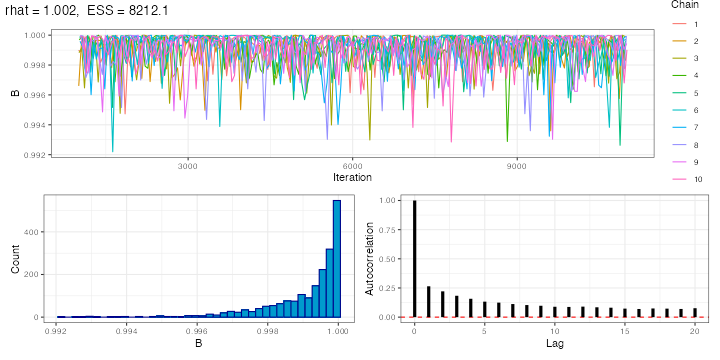 rhat = 1.002, ESS = 8212.1
Chain
1
2
3
4
5
6
7
8
9
10
B
1.000
0.998
0.996
0.994
0.992
3000 6000 9000
Iteration
Count
400
200
0
0.992 0.994 0.996 0.998 1.000
B
Autocorrelation
1.00
0.75
0.50
0.25
0.00
0 5 10 15 20
Lag